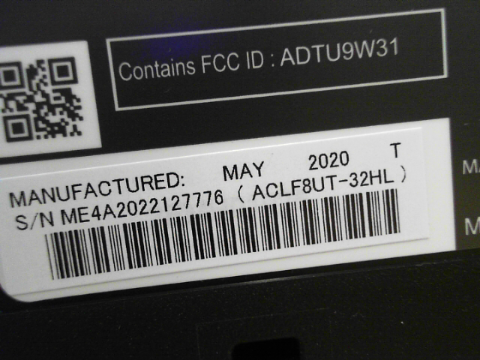 Contains FCC ID : ADTU9W31
MANUFACTURED: MAY 2020 T
S/N ME4A2022127776 ( ACLF8UT-32HL )